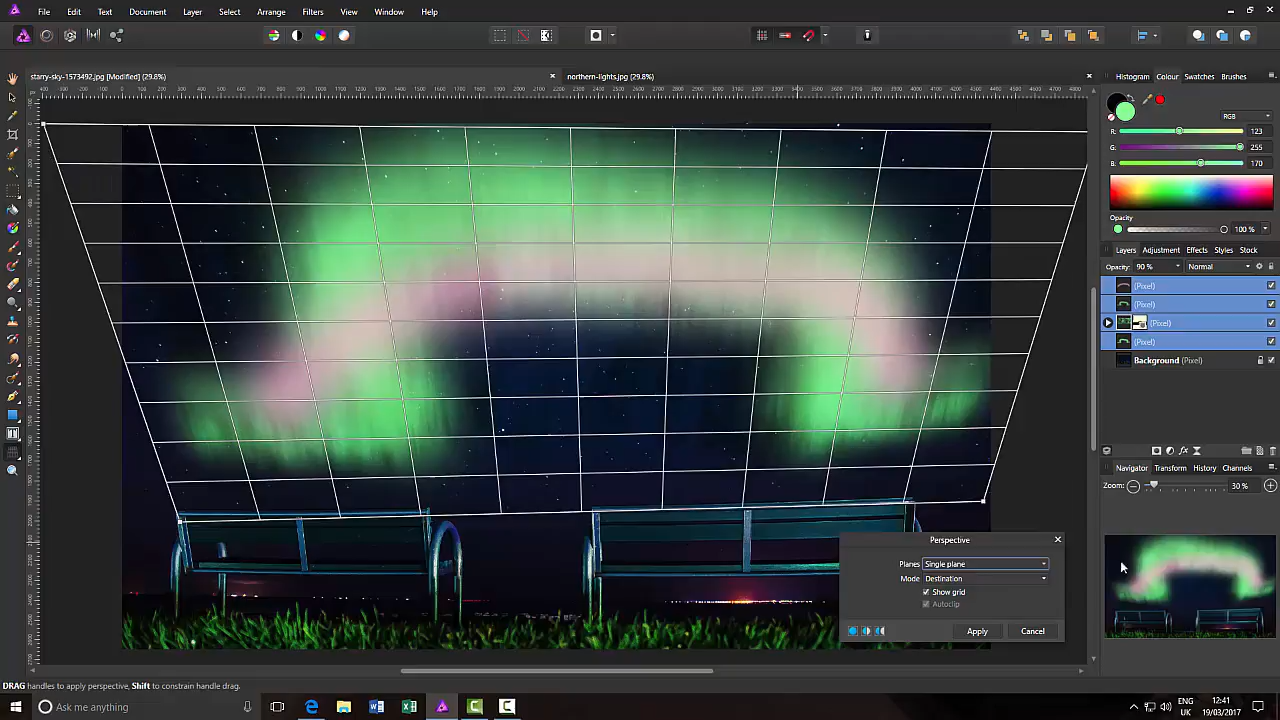 File Edit Text Document Layer Select Arrange Filters View Window Help
starry-sky-1573492.jpg [Modified] (29.8%)
northern-lights.jpg (29.8%)
Histogram Colour Swatches Brushes
RGB
R: 123
G: 255
B: 170
Opacity
100 %
Layers Adjustment Effects Styles Stock
Opacity: 90 % Normal
(Pixel)
(Pixel)
(Pixel)
(Pixel)
Background (Pixel)
Navigator Transform History Channels
Zoom: 30 %
Perspective
Planes Single plane
Mode Destination
Show grid
Autoclip
Apply Cancel
DRAG handles to apply perspective, Shift to constrain handle drag.
Ask me anything
ENG
UK
12:41
19/03/2017